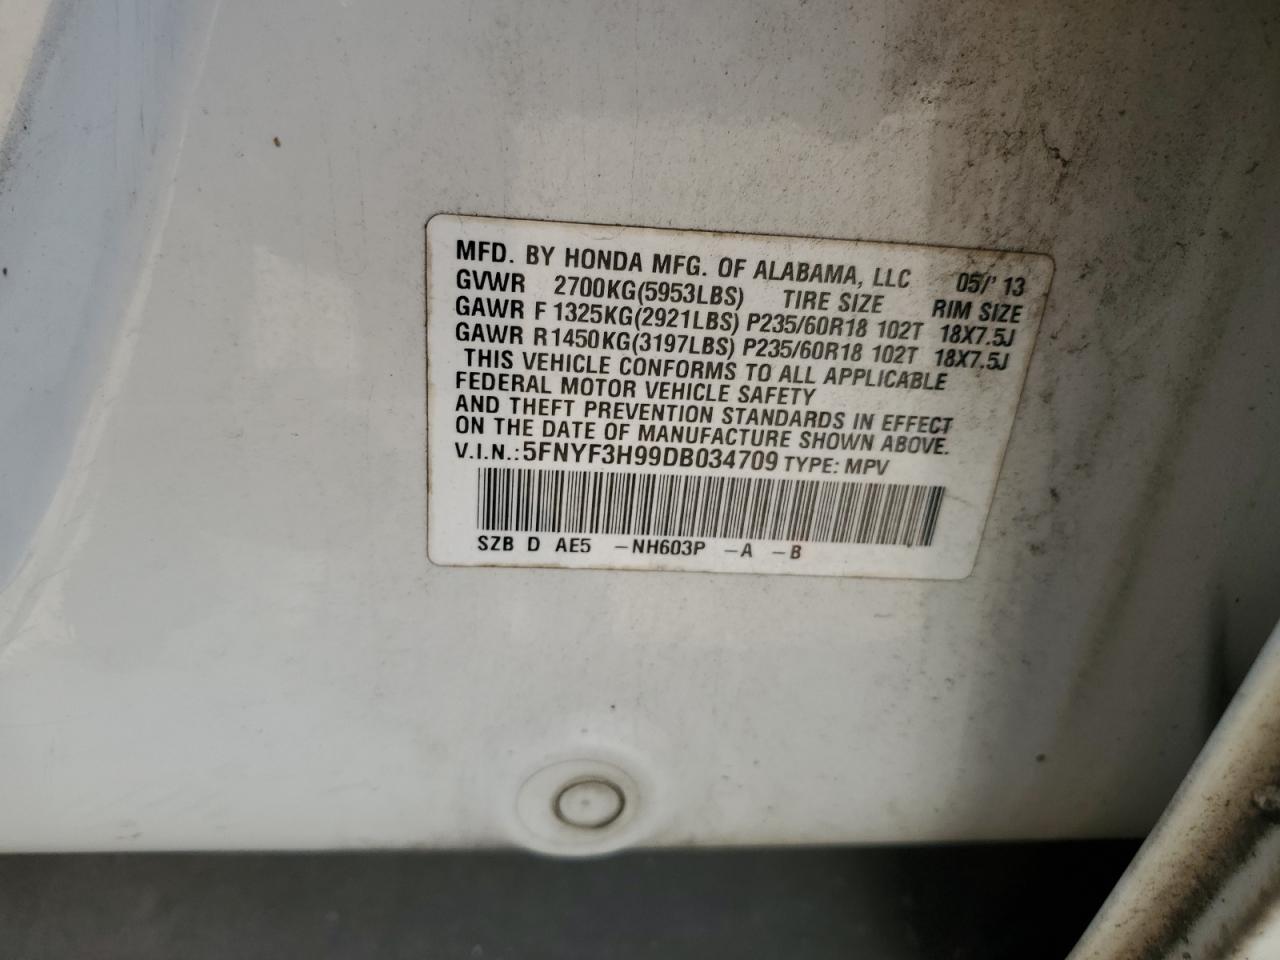 MFD. BY HONDA MFG. OF ALABAMA, LLC 05/'13
GVWR 2700KG(5953LBS) TIRE SIZE RIM SIZE
GAWR F 1325KG(2921LBS) P235/60R18 102T 18X7.5J
GAWR R1450KG(3197LBS) P235/60R18 102T 18X7.5J
THIS VEHICLE CONFORMS TO ALL APPLICABLE
FEDERAL MOTOR VEHICLE SAFETY
AND THEFT PREVENTION STANDARDS IN EFFECT
ON THE DATE OF MANUFACTURE SHOWN ABOVE.
V.I.N.:5FNYF3H99DB034709 TYPE: MPV
SZB D AE5 -NH603P -A -B